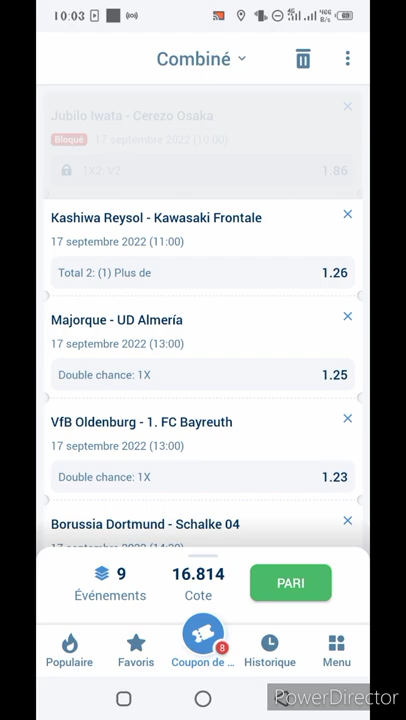 10:03
Combiné
Jubilo Iwata - Cerezo Osaka
Bloqué 17 septembre 2022 (10:00)
1X2: V2 1.86
Kashiwa Reysol - Kawasaki Frontale
17 septembre 2022 (11:00)
Total 2: (1) Plus de 1.26
Majorque - UD Almería
17 septembre 2022 (13:00)
Double chance: 1X 1.25
VfB Oldenburg - 1. FC Bayreuth
17 septembre 2022 (13:00)
Double chance: 1X 1.23
Borussia Dortmund - Schalke 04
9 16.814 PARI
Événements Cote
8
Populaire Favoris Coupon de ... Historique Menu
PowerDirector